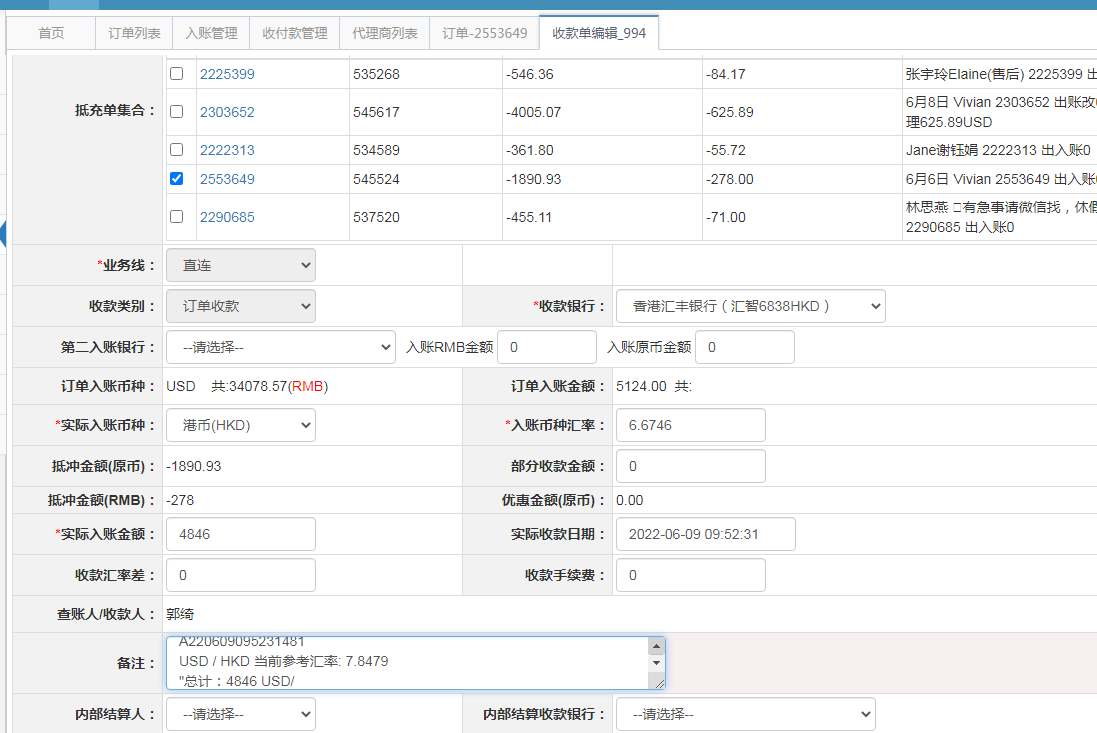 首页 订单列表 入账管理 收付款管理 代理商列表 订单-2553649 收款单编辑_994
抵充单集合：
2225399 535268 -546.36 -84.17 张宇玲Elaine(售后) 2225399 出
2303652 545617 -4005.07 -625.89 6月8日 Vivian 2303652 出账改
理625.89USD
2222313 534589 -361.80 -55.72 Jane谢钰娟 2222313 出入账0
2553649 545524 -1890.93 -278.00 6月6日 Vivian 2553649 出入账
2290685 537520 -455.11 -71.00 林思燕 有急事请微信找，休假
2290685 出入账0
*业务线： 直连
收款类别： 订单收款 *收款银行： 香港汇丰银行（汇智6838HKD）
第二入账银行： --请选择-- 入账RMB金额 0 入账原币金额 0
订单入账币种： USD 共:34078.57(RMB) 订单入账金额： 5124.00 共:
*实际入账币种： 港币(HKD) *入账币种汇率： 6.6746
抵冲金额(原币)： -1890.93 部分收款金额： 0
抵冲金额(RMB)： -278 优惠金额(原币)： 0.00
*实际入账金额： 4846 实际收款日期： 2022-06-09 09:52:31
收款汇率差： 0 收款手续费： 0
查账人/收款人： 郭绮
备注：
A220609095231481
USD / HKD 当前参考汇率: 7.8479
"总计：4846 USD/
内部结算人： --请选择-- 内部结算收款银行： --请选择--